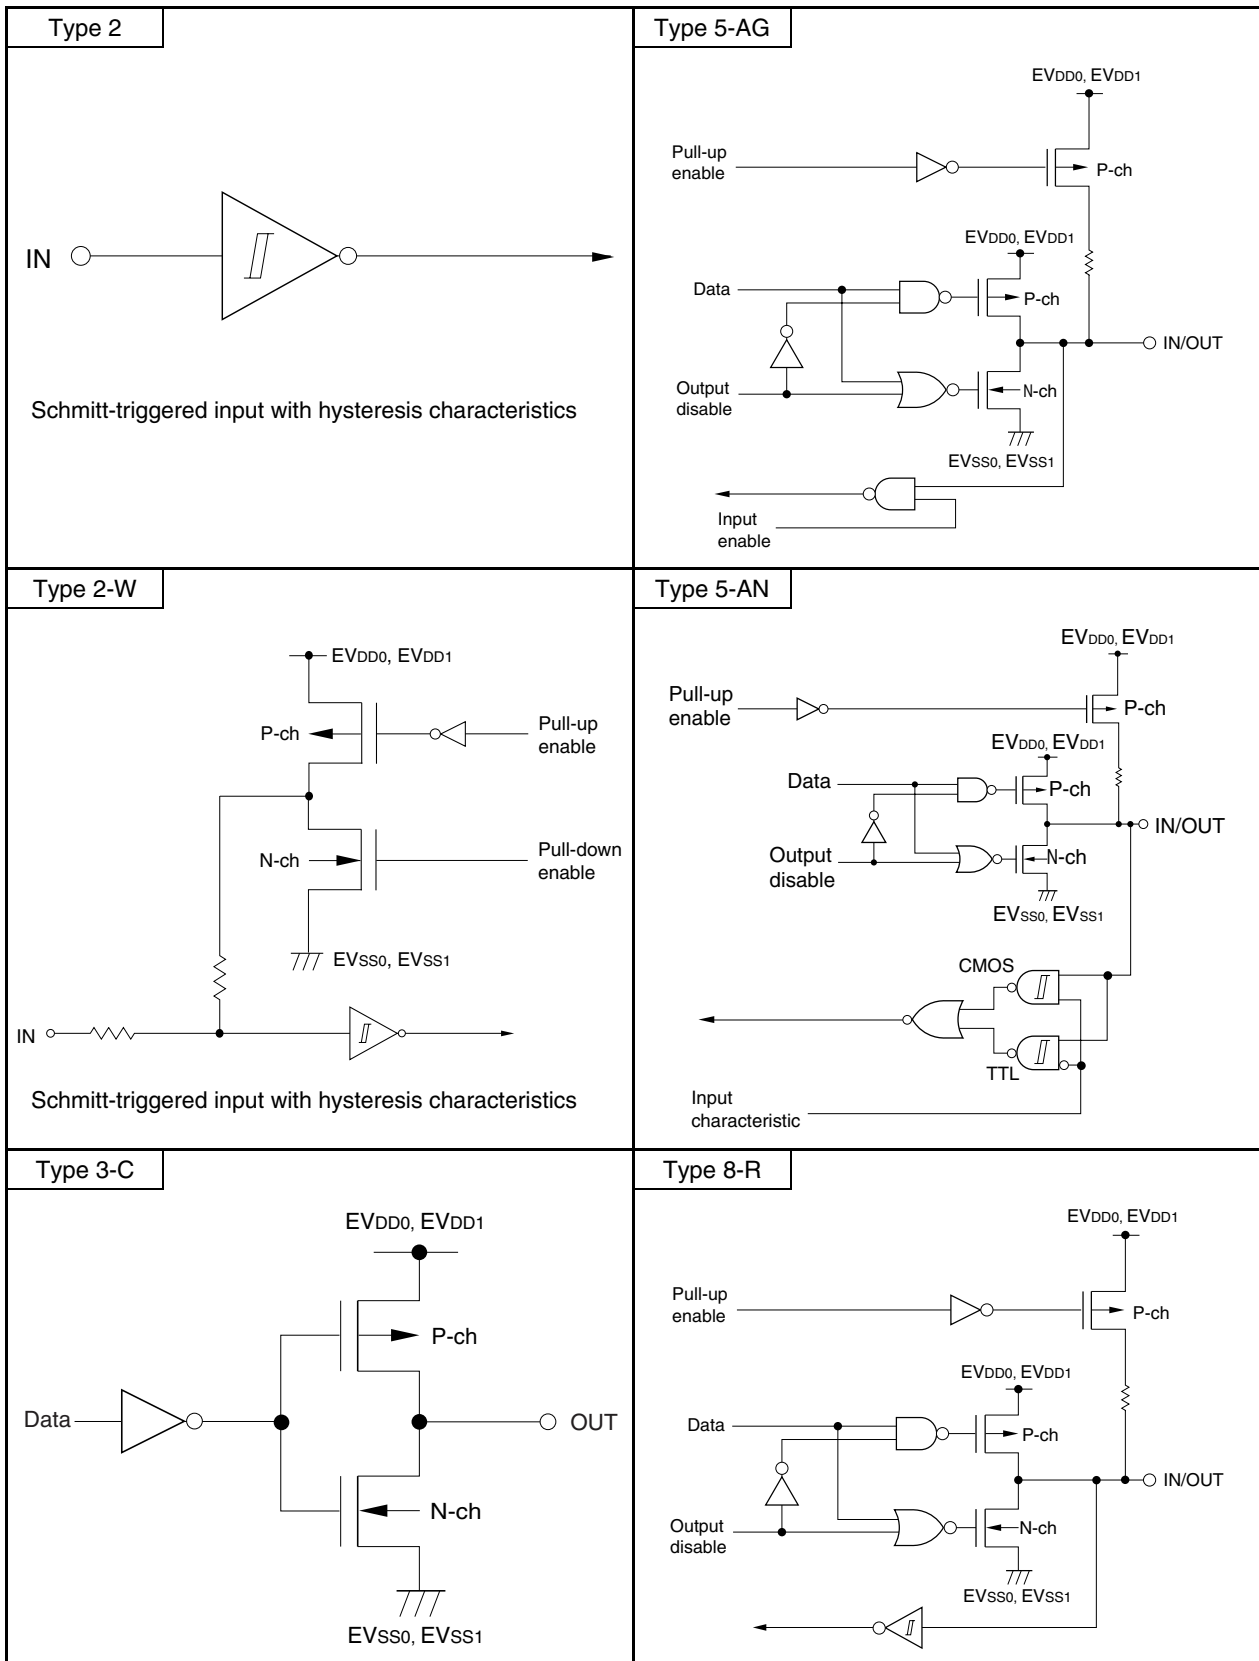 Type 2
IN
Schmitt-triggered input with hysteresis characteristics
Type 5-AG
EVDD0, EVDD1
Pull-up
enable
P-ch
EVDD0, EVDD1
Data
P-ch
IN/OUT
Output
disable
N-ch
EVSS0, EVSS1
Input
enable
Type 2-W
EVDD0, EVDD1
P-ch
Pull-up
enable
N-ch
Pull-down
enable
EVSS0, EVSS1
IN
Schmitt-triggered input with hysteresis characteristics
Type 5-AN
EVDD0, EVDD1
Pull-up
enable
P-ch
EVDD0, EVDD1
Data
P-ch
IN/OUT
Output
disable
N-ch
EVSS0, EVSS1
CMOS
TTL
Input
characteristic
Type 3-C
EVDD0, EVDD1
P-ch
Data
OUT
N-ch
EVSS0, EVSS1
Type 8-R
EVDD0, EVDD1
Pull-up
enable
P-ch
EVDD0, EVDD1
Data
P-ch
IN/OUT
Output
disable
N-ch
EVSS0, EVSS1